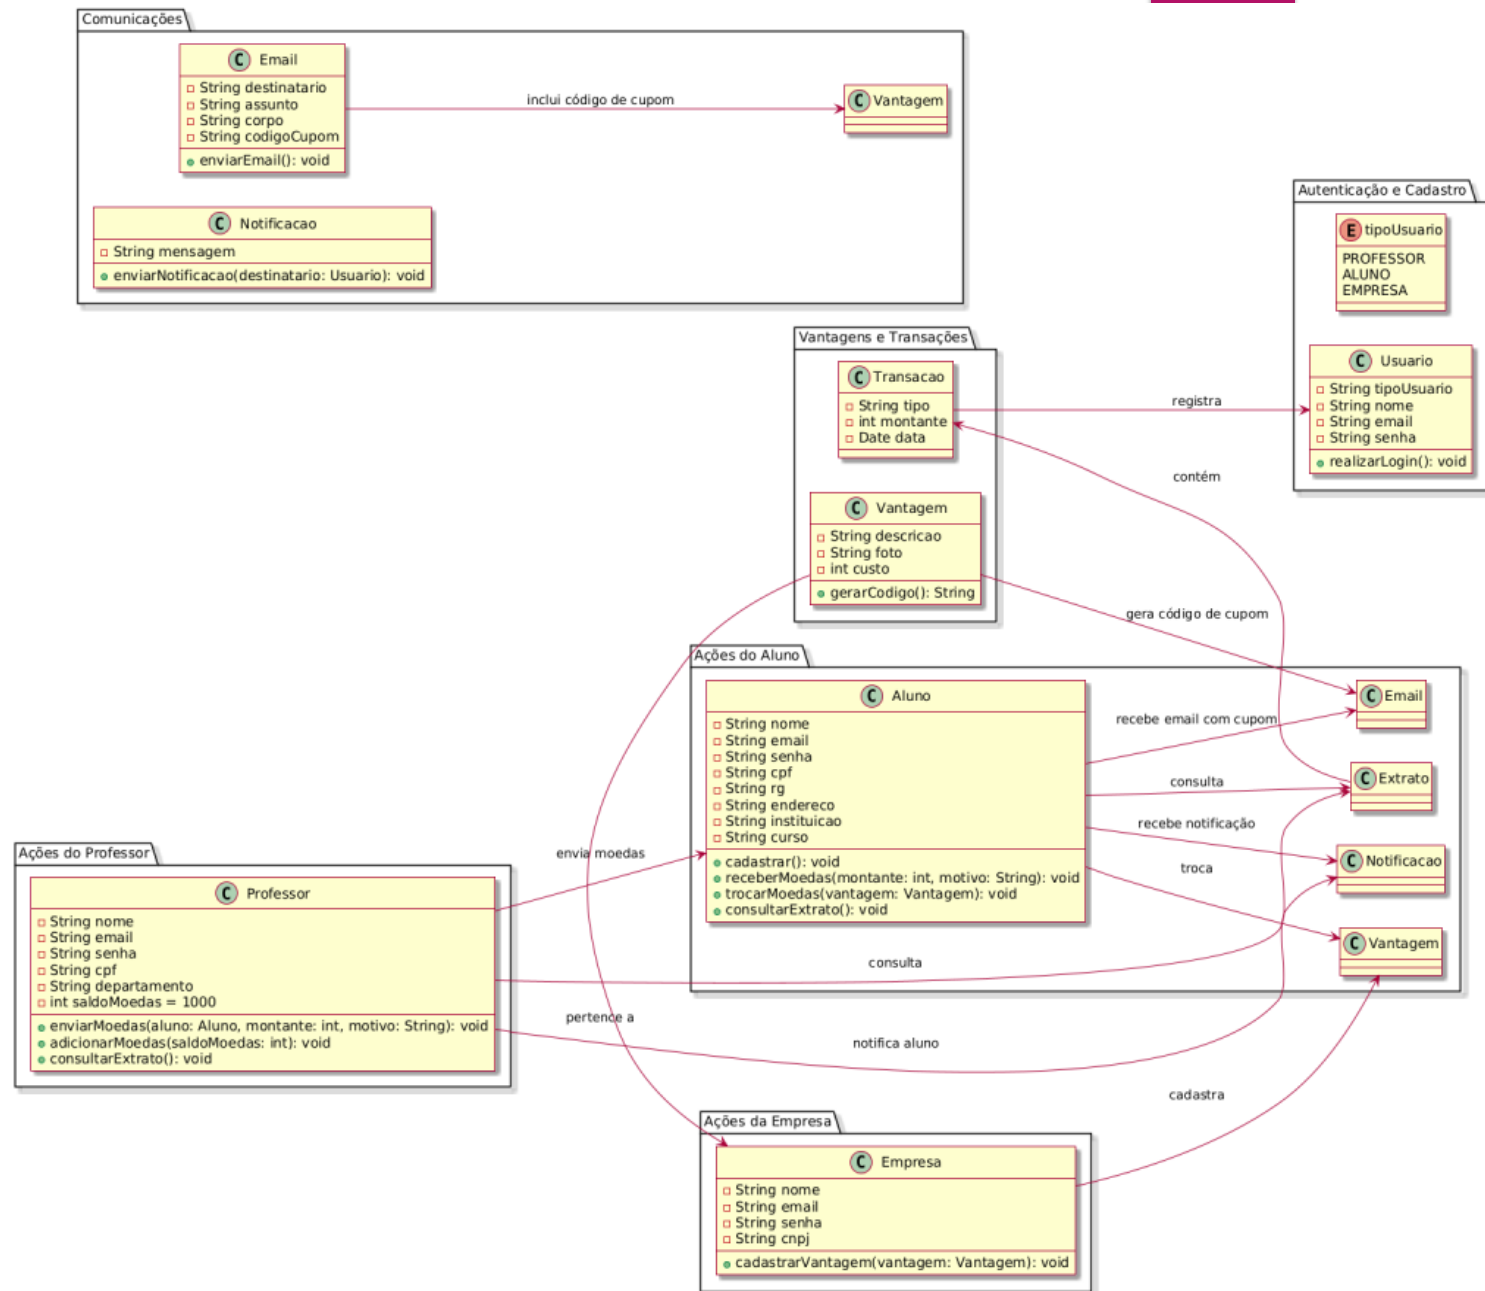 Comunicações
C Email
String destinatario
String assunto
String corpo
String codigoCupom
enviarEmail(): void
inclui código de cupom
C Vantagem
C Notificacao
String mensagem
enviarNotificacao(destinatario: Usuario): void
Autenticação e Cadastro
E tipoUsuario
PROFESSOR
ALUNO
EMPRESA
C Usuario
String tipoUsuario
String nome
String email
String senha
realizarLogin(): void
Vantagens e Transações
C Transacao
String tipo
int montante
Date data
registra
contém
C Vantagem
String descricao
String foto
int custo
gerarCodigo(): String
gera código de cupom
Ações do Aluno
C Aluno
String nome
String email
String senha
String cpf
String rg
String endereco
String instituicao
String curso
cadastrar(): void
receberMoedas(montante: int, motivo: String): void
trocarMoedas(vantagem: Vantagem): void
consultarExtrato(): void
recebe email com cupom
consulta
recebe notificação
troca
C Email
C Extrato
C Notificacao
C Vantagem
Ações do Professor
C Professor
String nome
String email
String senha
String cpf
String departamento
int saldoMoedas = 1000
enviarMoedas(aluno: Aluno, montante: int, motivo: String): void
adicionarMoedas(saldoMoedas: int): void
consultarExtrato(): void
envia moedas
consulta
pertence a
notifica aluno
cadastra
Ações da Empresa
C Empresa
String nome
String email
String senha
String cnpj
cadastrarVantagem(vantagem: Vantagem): void